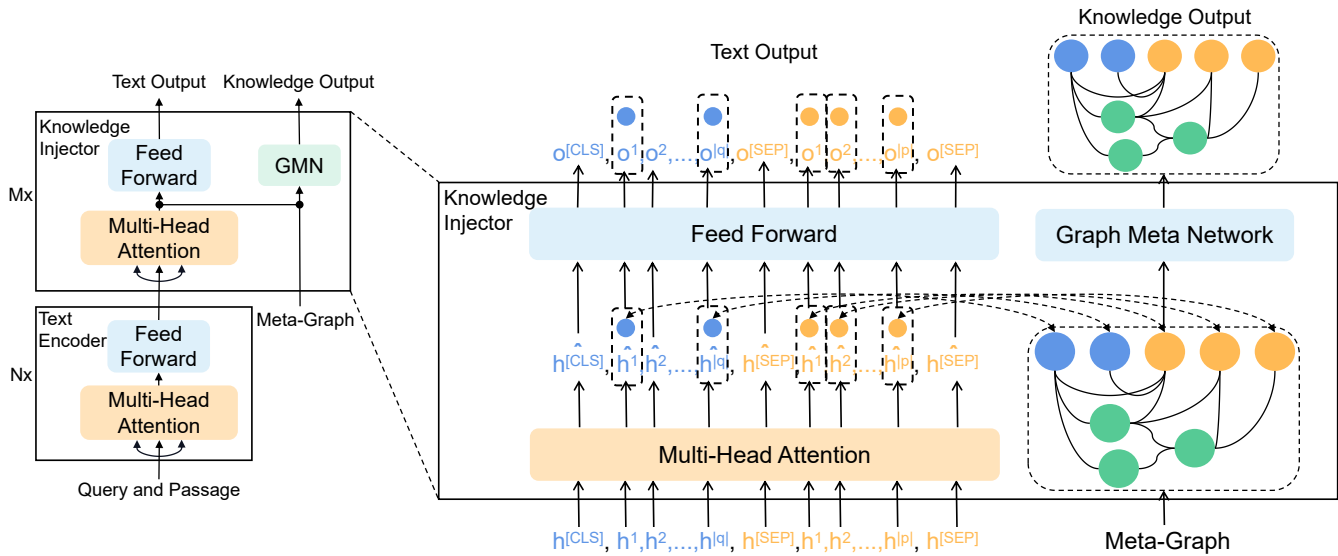 Text Output
Knowledge Output
Knowledge
Injector
Feed
Forward
GMN
Mx
Multi-Head
Attention
Text
Encoder
Feed
Forward
Meta-Graph
Nx
Multi-Head
Attention
Query and Passage
Text Output
Knowledge Output
o[CLS], o1,o2,...,o|q|, o[SEP], o1,o2,...,o|p|, o[SEP]
Knowledge
Injector
Feed Forward
Graph Meta Network
ĥ[CLS], ĥ1,ĥ2,...,ĥ|q|, ĥ[SEP], ĥ1,ĥ2,...,ĥ|p|, ĥ[SEP]
Multi-Head Attention
h[CLS], h1,h2,...,h|q|, h[SEP],h1,h2,...,h|p|, h[SEP]
Meta-Graph